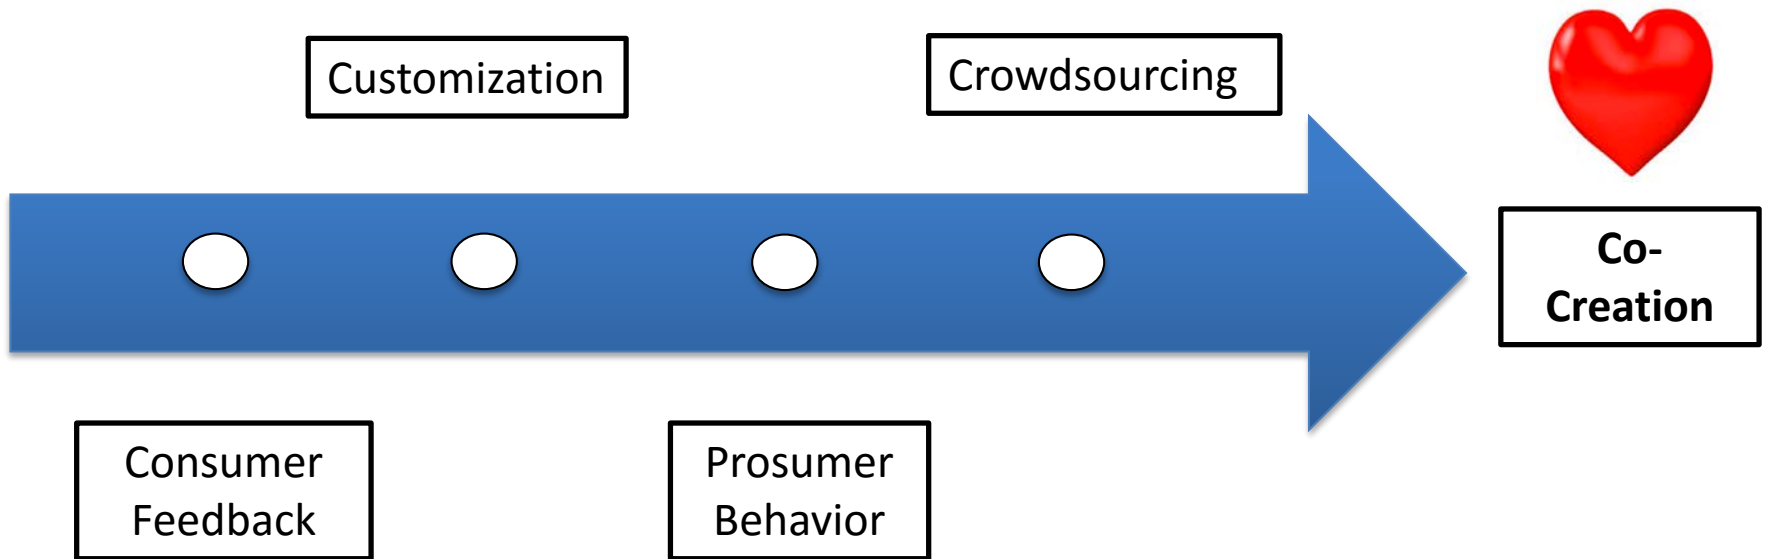 Customization
Crowdsourcing
Co-
Creation
Consumer
Feedback
Prosumer
Behavior